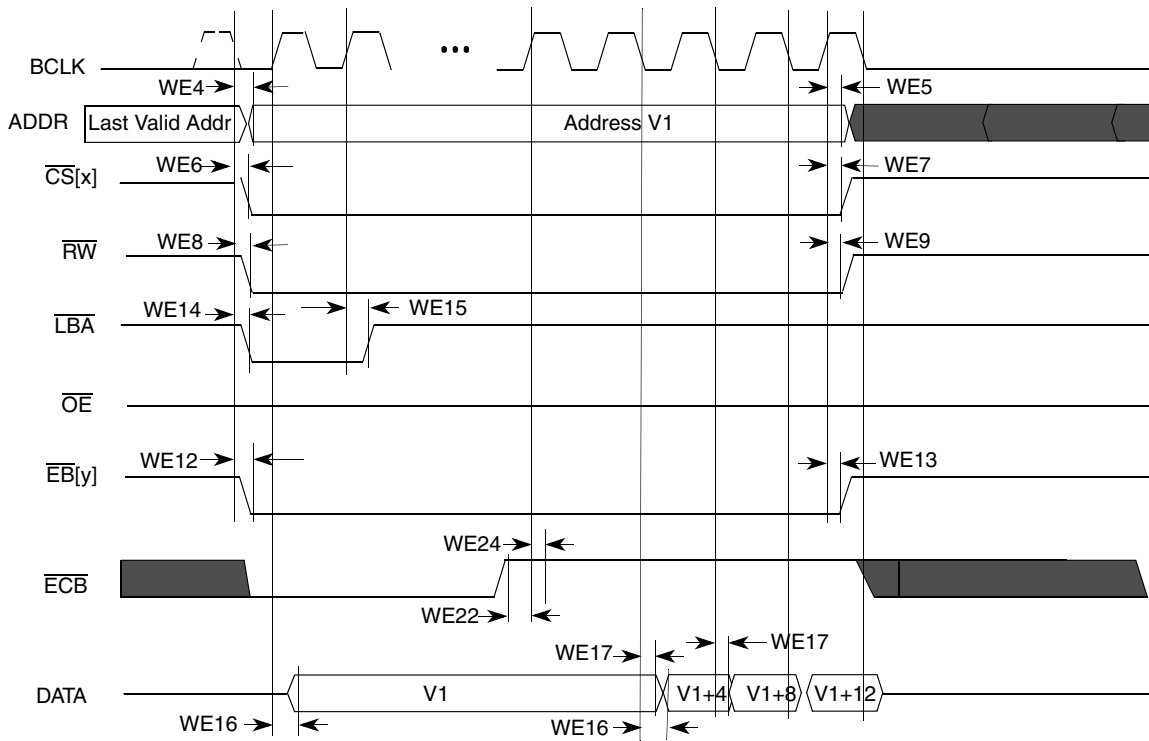 BCLK
•••
WE4
WE5
ADDR
Last Valid Addr
Address V1
WE6
WE7
CS[x]
WE8
WE9
RW
WE14
WE15
LBA
OE
WE12
WE13
EB[y]
WE24
ECB
WE22
WE17
WE17
DATA
V1
V1+4
V1+8
V1+12
WE16
WE16